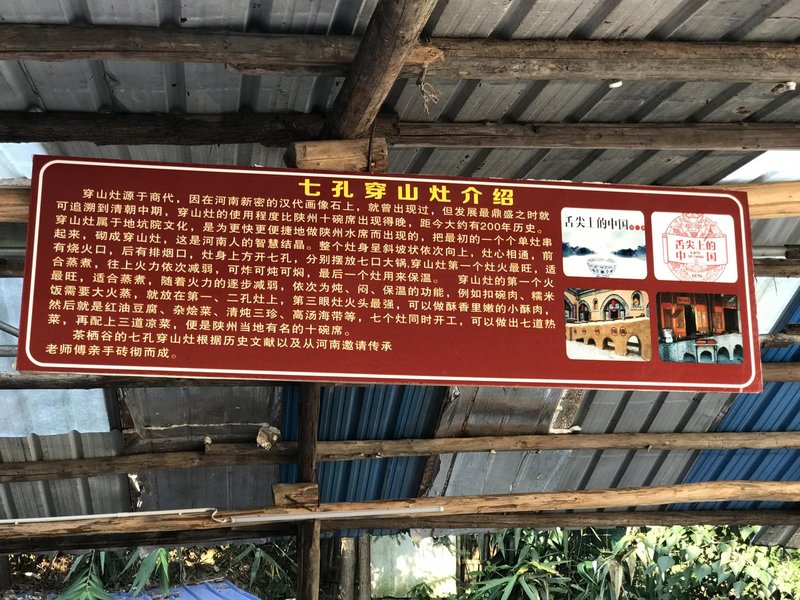 七孔穿山灶介绍
穿山灶源于商代，因在河南新密的汉代画像石上，就曾出现过，但发展最鼎盛之时就
可追溯到清朝中期，穿山灶的使用程度比陕州十碗席出现得晚，距今大约有200年历史。
穿山灶属于地坑院文化，是为更快更便捷地做陕州水席而出现的，把最初的一个个单灶串
起来，彻成穿山灶，这是河南人的智慧结晶。整个灶身呈斜坡状依次向上，灶心相通，前
有烧火口，后有排烟口，灶身上方开七孔，分别摆放七口大锅,穿山灶第一个灶火最旺，适
合蒸煮，往上火力依次减弱，可炸可炖可焖，最后一个灶用来保温。 穿山灶的第一个火
最旺，适合蒸煮，随着火力的逐步减弱，依次为炖、闷、保温的功能，例如扣碗肉、糯米
饭需要大火蒸，就放在第一、二孔灶上，第三眼灶火头最强，可以做酥香里嫩的小酥肉，
然后就是红油豆腐、杂烩菜、清炖三珍、高汤海带等，七个灶同时开工，可以做出七道热
菜，再配上三道凉菜，便是陕州当地有名的十碗席。
茶栖谷的七孔穿山灶根据历史文献以及从河南邀请传承
老师傅亲手砖彻而成。
舌尖上的中国
舌尖上的
中国